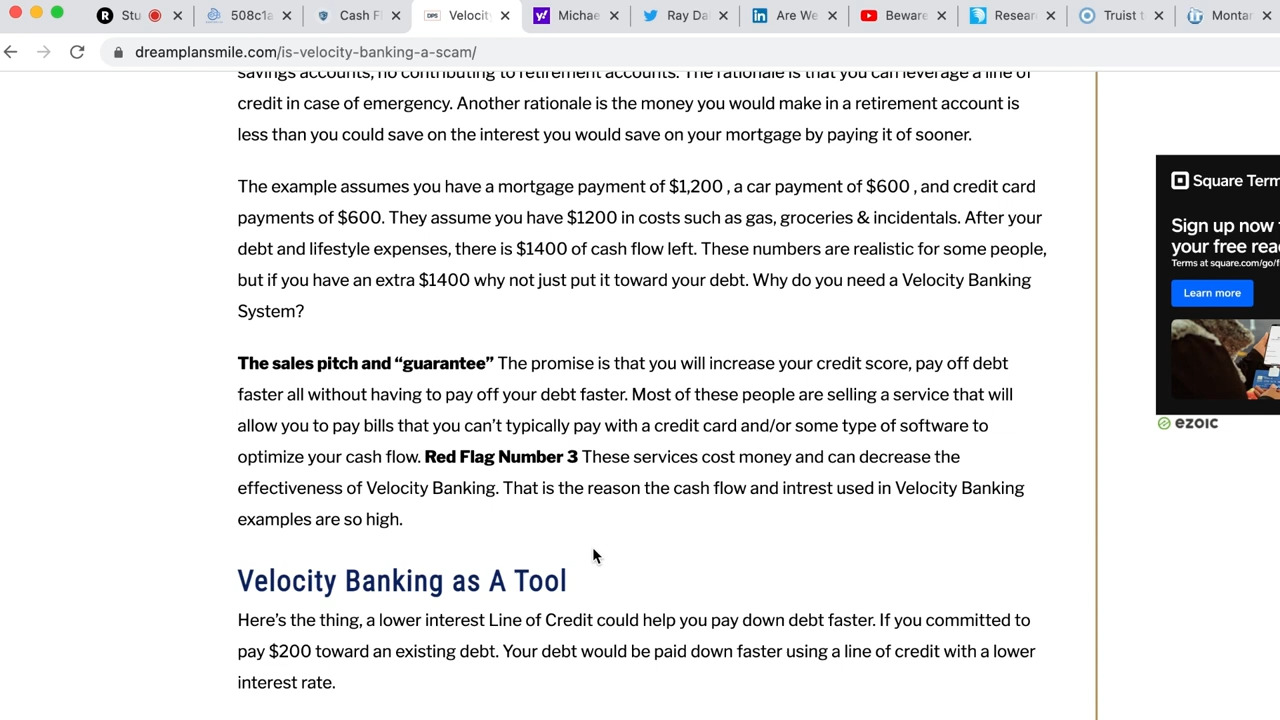 Stu
508c1a
Cash F
Velocity
Michae
Ray Da
Are We
Beware
Resear
Truist t
Montar
dreamplansmile.com/is-velocity-banking-a-scam/
savings accounts, no contributing to retirement accounts. The rationale is that you can leverage a line of
credit in case of emergency. Another rationale is the money you would make in a retirement account is
less than you could save on the interest you would save on your mortgage by paying it of sooner.
The example assumes you have a mortgage payment of $1,200 , a car payment of $600 , and credit card
payments of $600. They assume you have $1200 in costs such as gas, groceries & incidentals. After your
debt and lifestyle expenses, there is $1400 of cash flow left. These numbers are realistic for some people,
but if you have an extra $1400 why not just put it toward your debt. Why do you need a Velocity Banking
System?
The sales pitch and “guarantee” The promise is that you will increase your credit score, pay off debt
faster all without having to pay off your debt faster. Most of these people are selling a service that will
allow you to pay bills that you can’t typically pay with a credit card and/or some type of software to
optimize your cash flow. Red Flag Number 3 These services cost money and can decrease the
effectiveness of Velocity Banking. That is the reason the cash flow and intrest used in Velocity Banking
examples are so high.
Velocity Banking as A Tool
Here’s the thing, a lower interest Line of Credit could help you pay down debt faster. If you committed to
pay $200 toward an existing debt. Your debt would be paid down faster using a line of credit with a lower
interest rate.
Square Term
Sign up now
your free rea
Terms at square.com/go/f
Learn more
ezoic